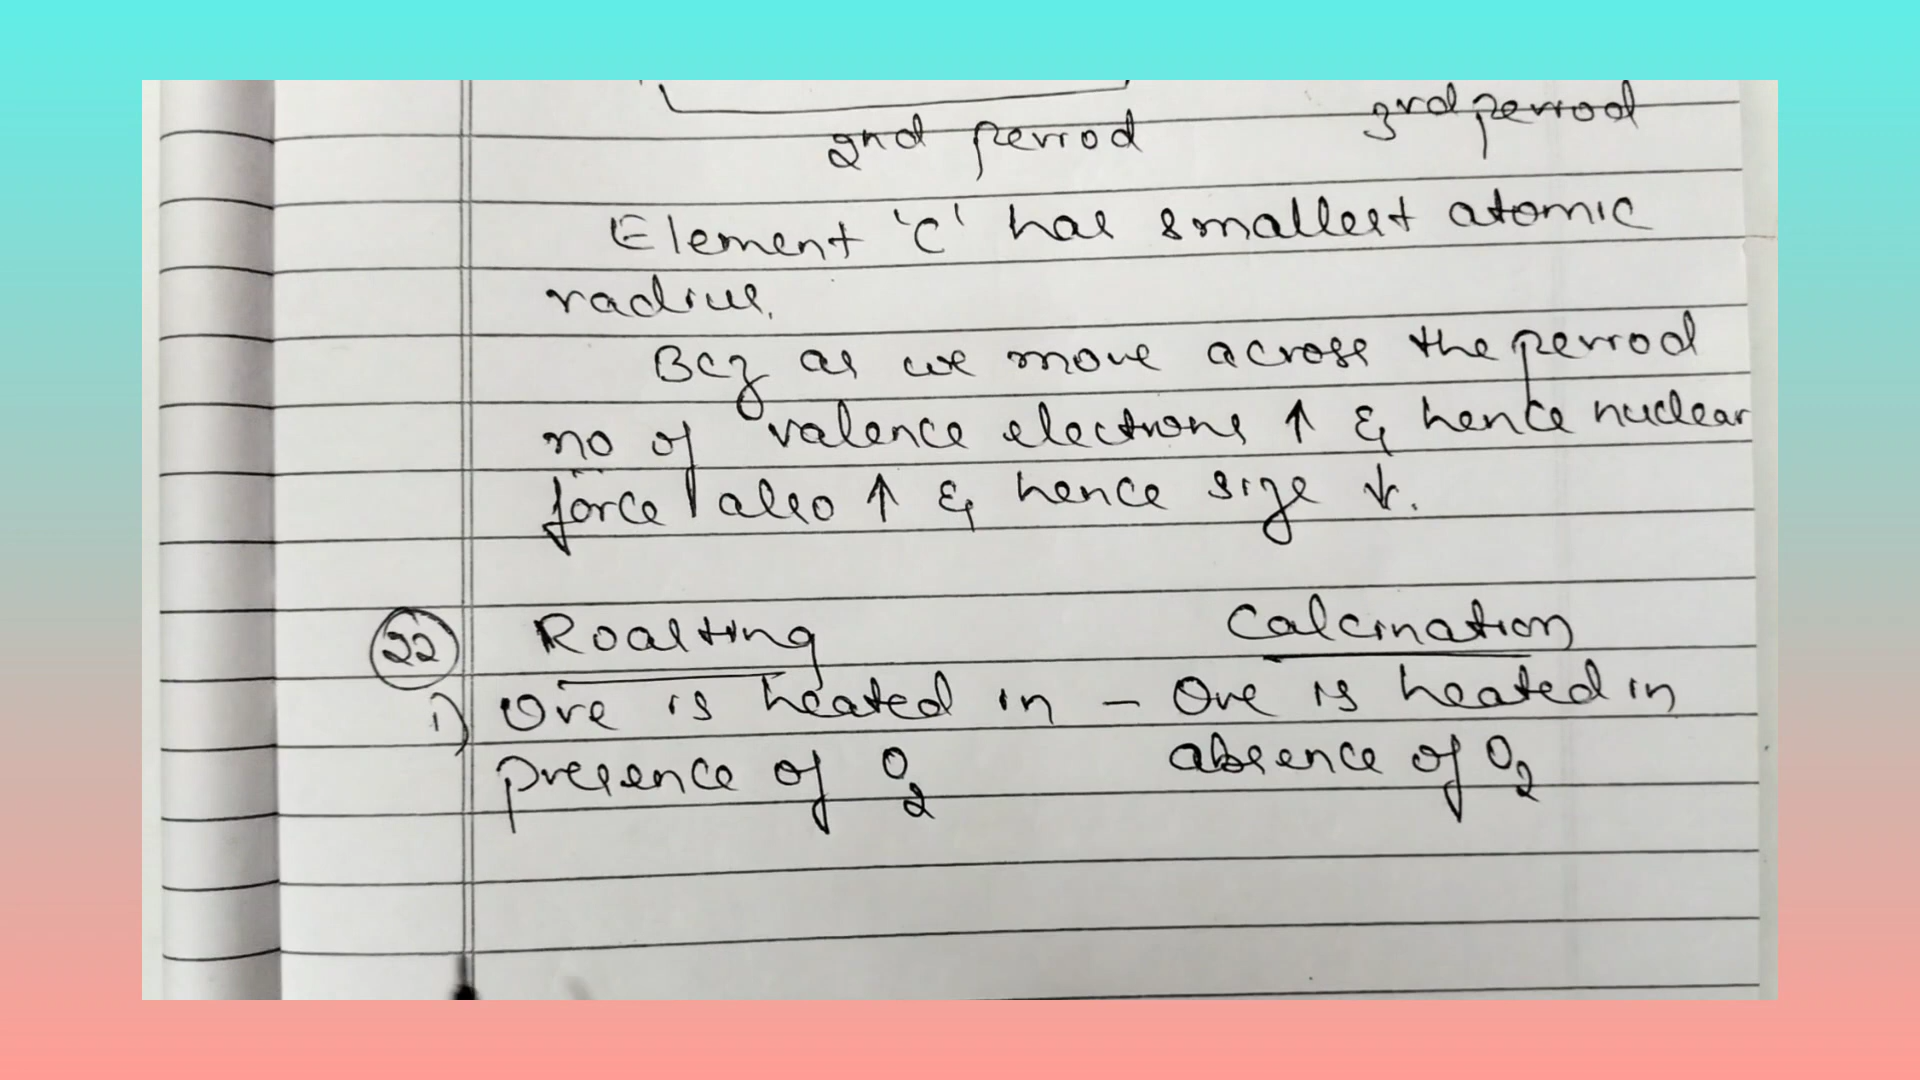 2nd period 3rd period
Element 'C' has smallest atomic
radius.
Bcz as we move across the period
no of valence electrons ↑ & hence nuclear
force also ↑ & hence size ↓.
22 Roasting Calcination
i) Ore is heated in - Ore is heated in
presence of O₂ absence of O₂